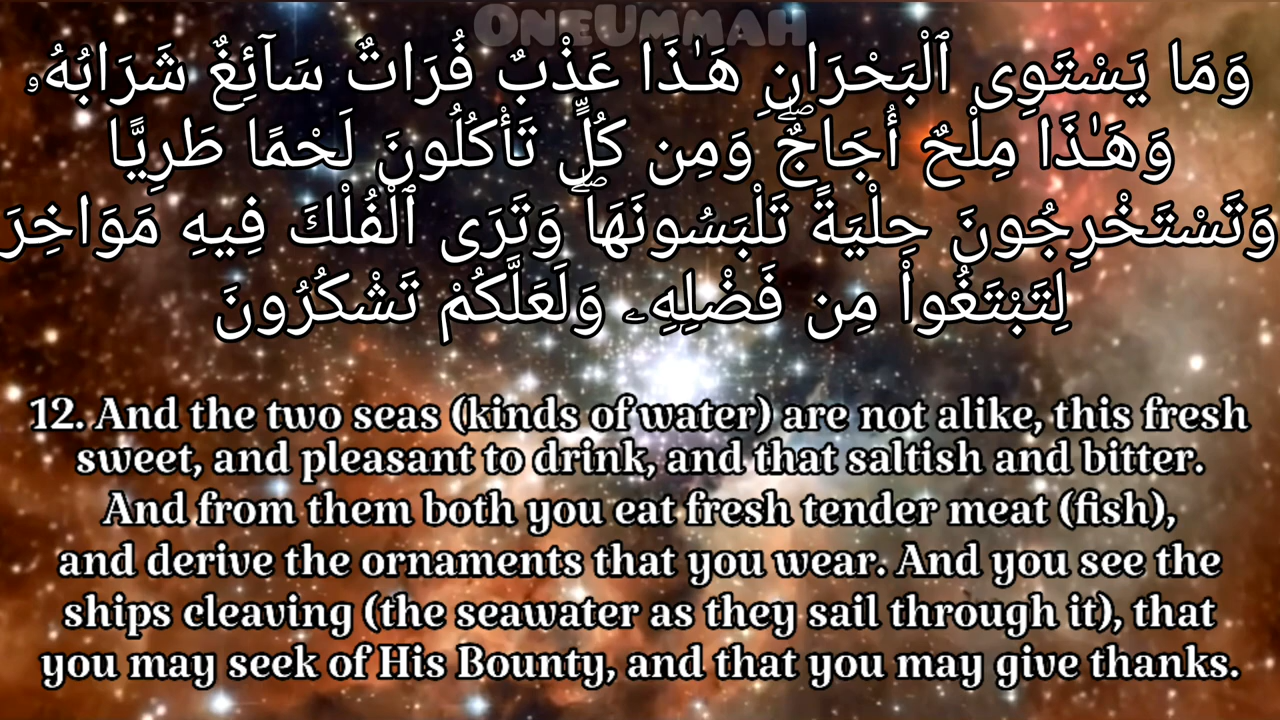 OneUmmah
وَمَا يَسْتَوِى ٱلْبَحْرَانِ هَـٰذَا عَذْبٌ فُرَاتٌ سَآئِغٌ شَرَابُهُۥ
وَهَـٰذَا مِلْحٌ أُجَاجٌۖ وَمِن كُلٍّ تَأْكُلُونَ لَحْمًا طَرِيًّا
وَتَسْتَخْرِجُونَ حِلْيَةً تَلْبَسُونَهَاۖ وَتَرَى ٱلْفُلْكَ فِيهِ مَوَاخِرَ
لِتَبْتَغُوا۟ مِن فَضْلِهِۦ وَلَعَلَّكُمْ تَشْكُرُونَ
12. And the two seas (kinds of water) are not alike, this fresh
sweet, and pleasant to drink, and that saltish and bitter.
And from them both you eat fresh tender meat (fish),
and derive the ornaments that you wear. And you see the
ships cleaving (the seawater as they sail through it), that
you may seek of His Bounty, and that you may give thanks.